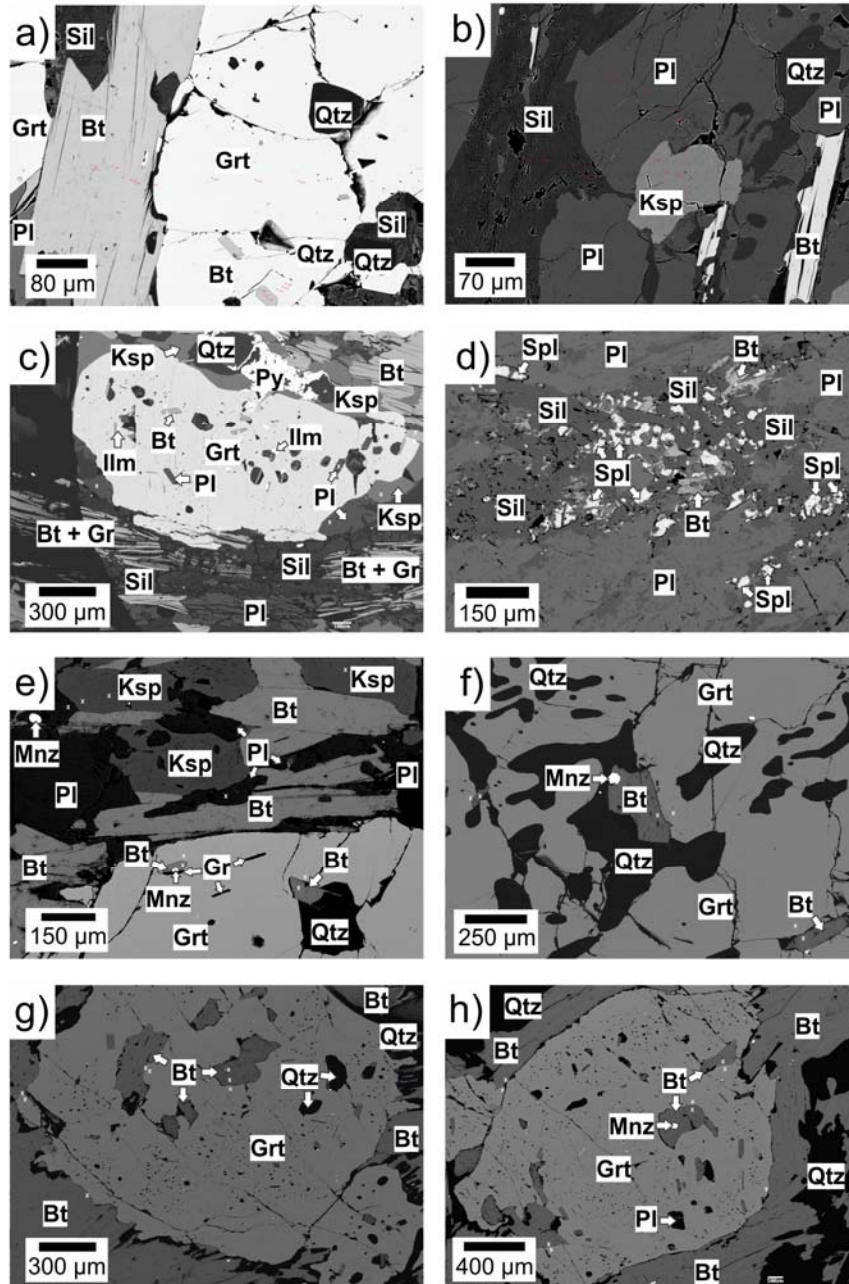 a)
Sil
Grt
Bt
Qtz
Grt
Pl
Sil
Qtz
Bt
Qtz
80 µm
b)
Pl
Qtz
Sil
Pl
Ksp
Pl
Bt
70 µm
c)
Ksp
Qtz
Py
Bt
Ksp
Bt
Grt
Ilm
Ilm
Pl
Pl
Ksp
Bt + Gr
Sil
Sil
Bt + Gr
Pl
300 µm
d)
Spl
Pl
Bt
Pl
Sil
Sil
Sil
Spl
Spl
Sil
Bt
Pl
Spl
150 µm
e)
Ksp
Ksp
Bt
Mnz
Pl
Ksp
Pl
Pl
Bt
Bt
Bt
Gr
Bt
Mnz
Grt
Qtz
150 µm
f)
Qtz
Grt
Qtz
Mnz
Bt
Qtz
Grt
Bt
250 µm
g)
Bt
Qtz
Bt
Qtz
Grt
Bt
Bt
300 µm
h)
Qtz
Bt
Bt
Bt
Mnz
Grt
Qtz
Pl
Bt
400 µm